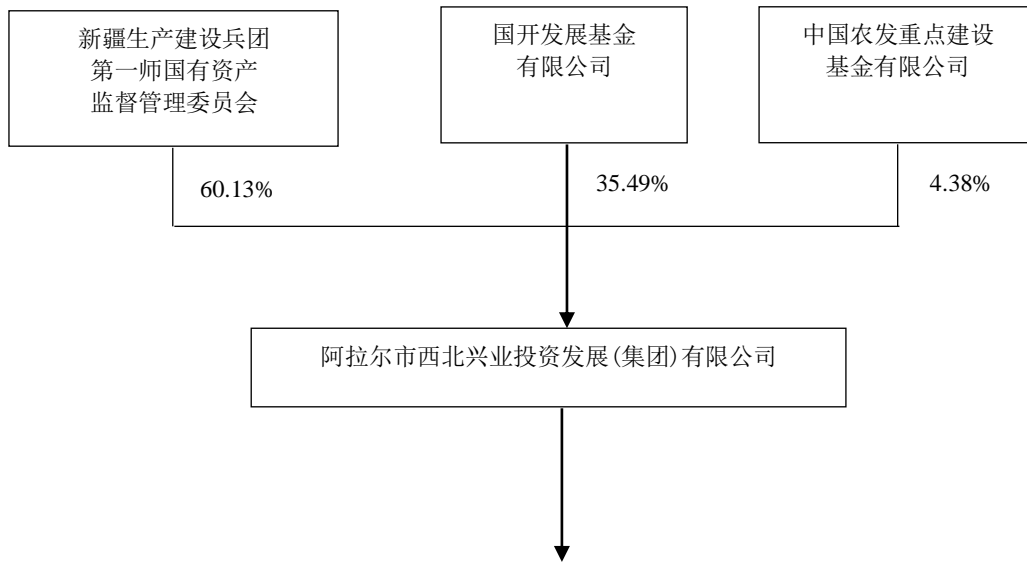 新疆生产建设兵团
第一师国有资产
监督管理委员会
国开发展基金
有限公司
中国农发重点建设
基金有限公司
60.13%
35.49%
4.38%
阿拉尔市西北兴业投资发展(集团)有限公司